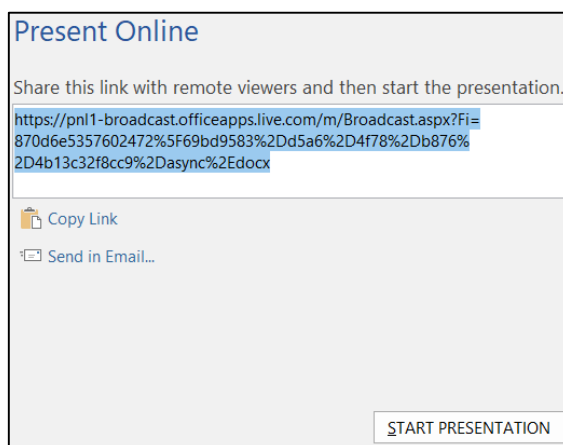 Present Online
Share this link with remote viewers and then start the presentation.
https://pnl1-broadcast.officeapps.live.com/m/Broadcast.aspx?Fi=
870d6e5357602472%5F69bd9583%2Dd5a6%2D4f78%2Db876%
2D4b13c32f8cc9%2Dasync%2Edocx
Copy Link
Send in Email...
START PRESENTATION